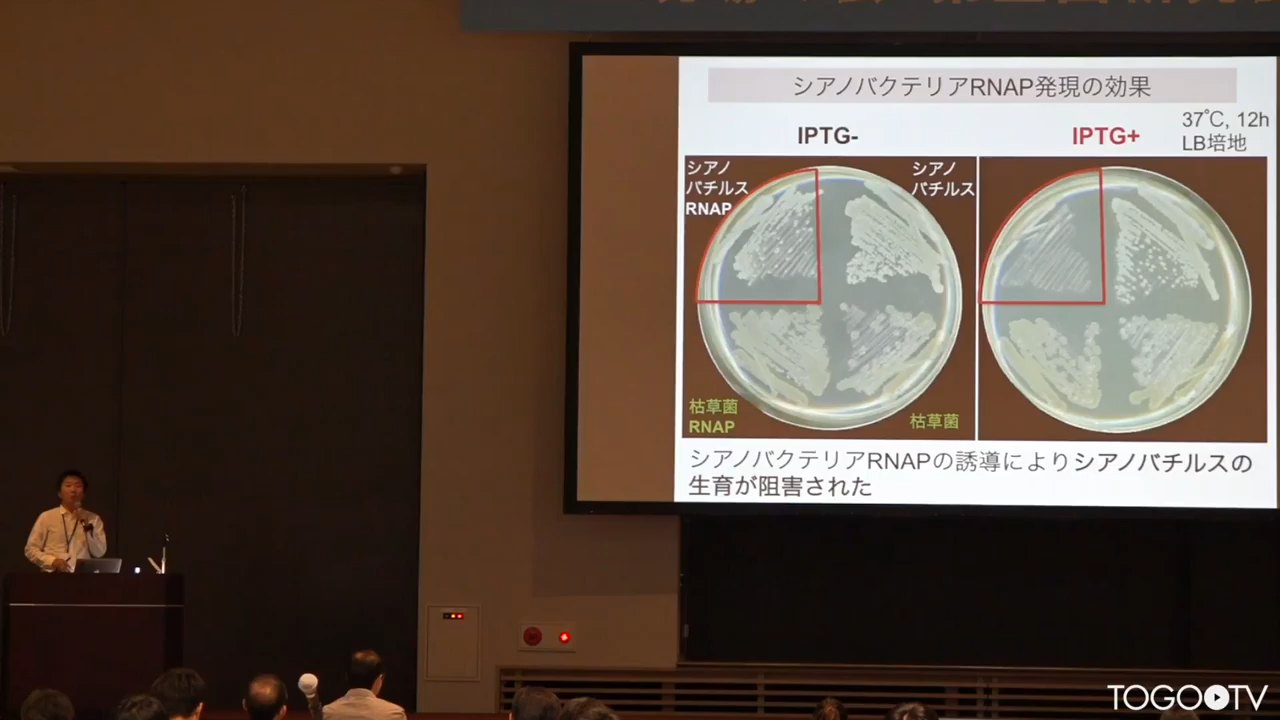 シアノバクテリアRNAP発現の効果
37℃, 12h
LB培地
IPTG-
IPTG+
シアノ
バチルス
RNAP
シアノ
バチルス
枯草菌
RNAP
枯草菌
シアノバクテリアRNAPの誘導によりシアノバチルスの
生育が阻害された
TOGOTV